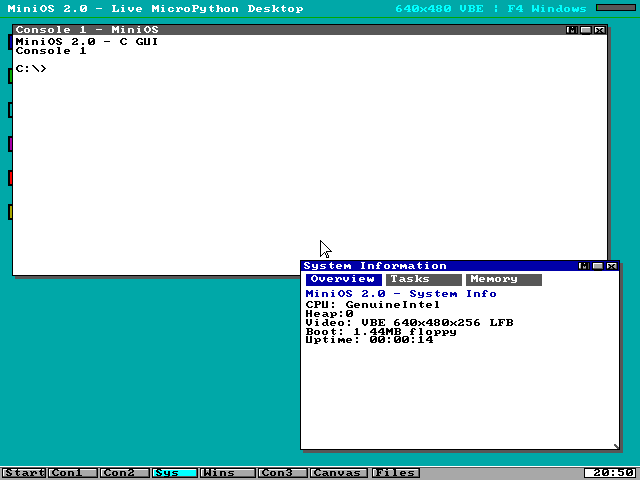 MiniOS 2.0 - Live MicroPython Desktop 640x480 VBE ¦ F4 Windows
Console 1 - MiniOS M _ x
MiniOS 2.0 - C GUI
Console 1
C:\>
System Information M _ x
Overview Tasks Memory
MiniOS 2.0 - System Info
CPU: GenuineIntel
Heap:0
Video: VBE 640x480x256 LFB
Boot: 1.44MB floppy
Uptime: 00:00:14
Start Con1 Con2 Sys Wins Con3 Canvas Files 20:50